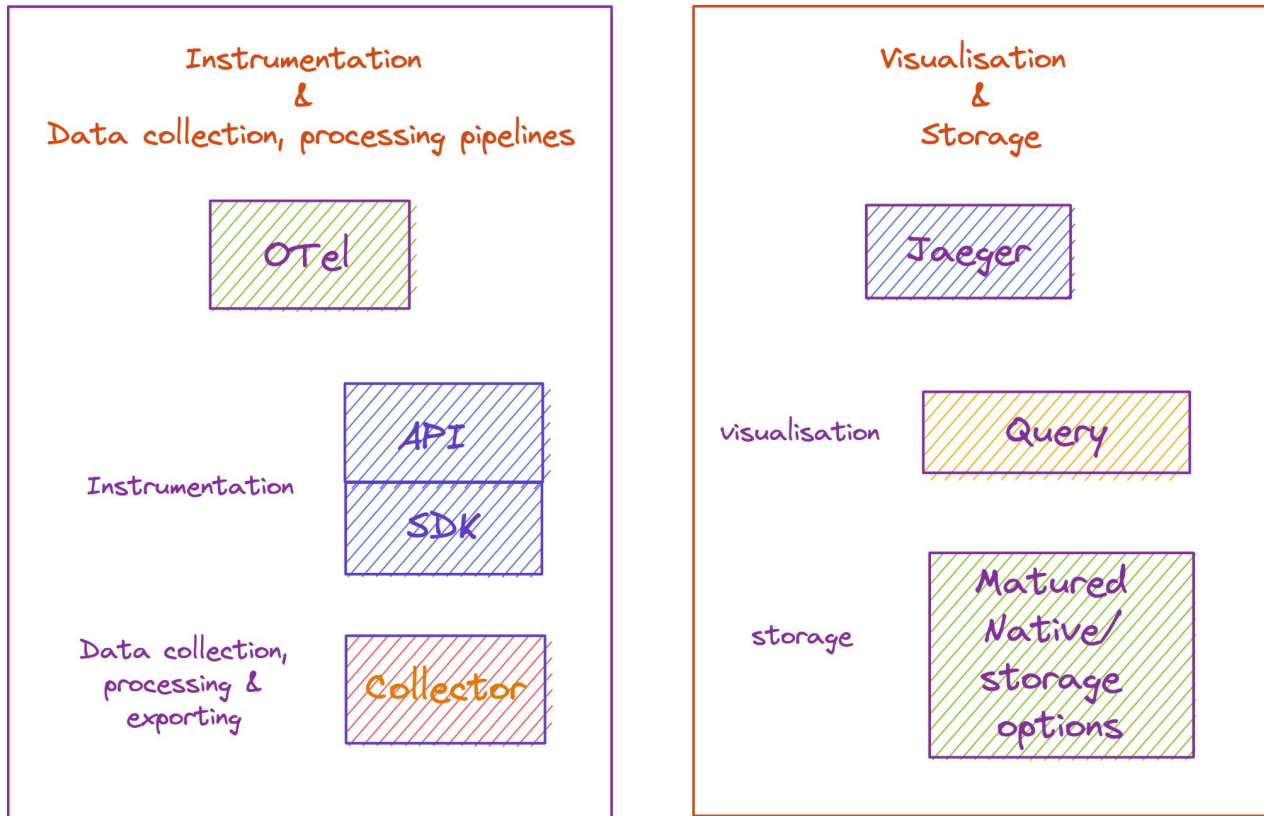 Instrumentation
&
Data collection, processing pipelines
OTel
Instrumentation
API
SDK
Data collection,
processing &
exporting
Collector
Visualisation
&
Storage
Jaeger
visualisation
Query
storage
Matured
Native/
storage
options